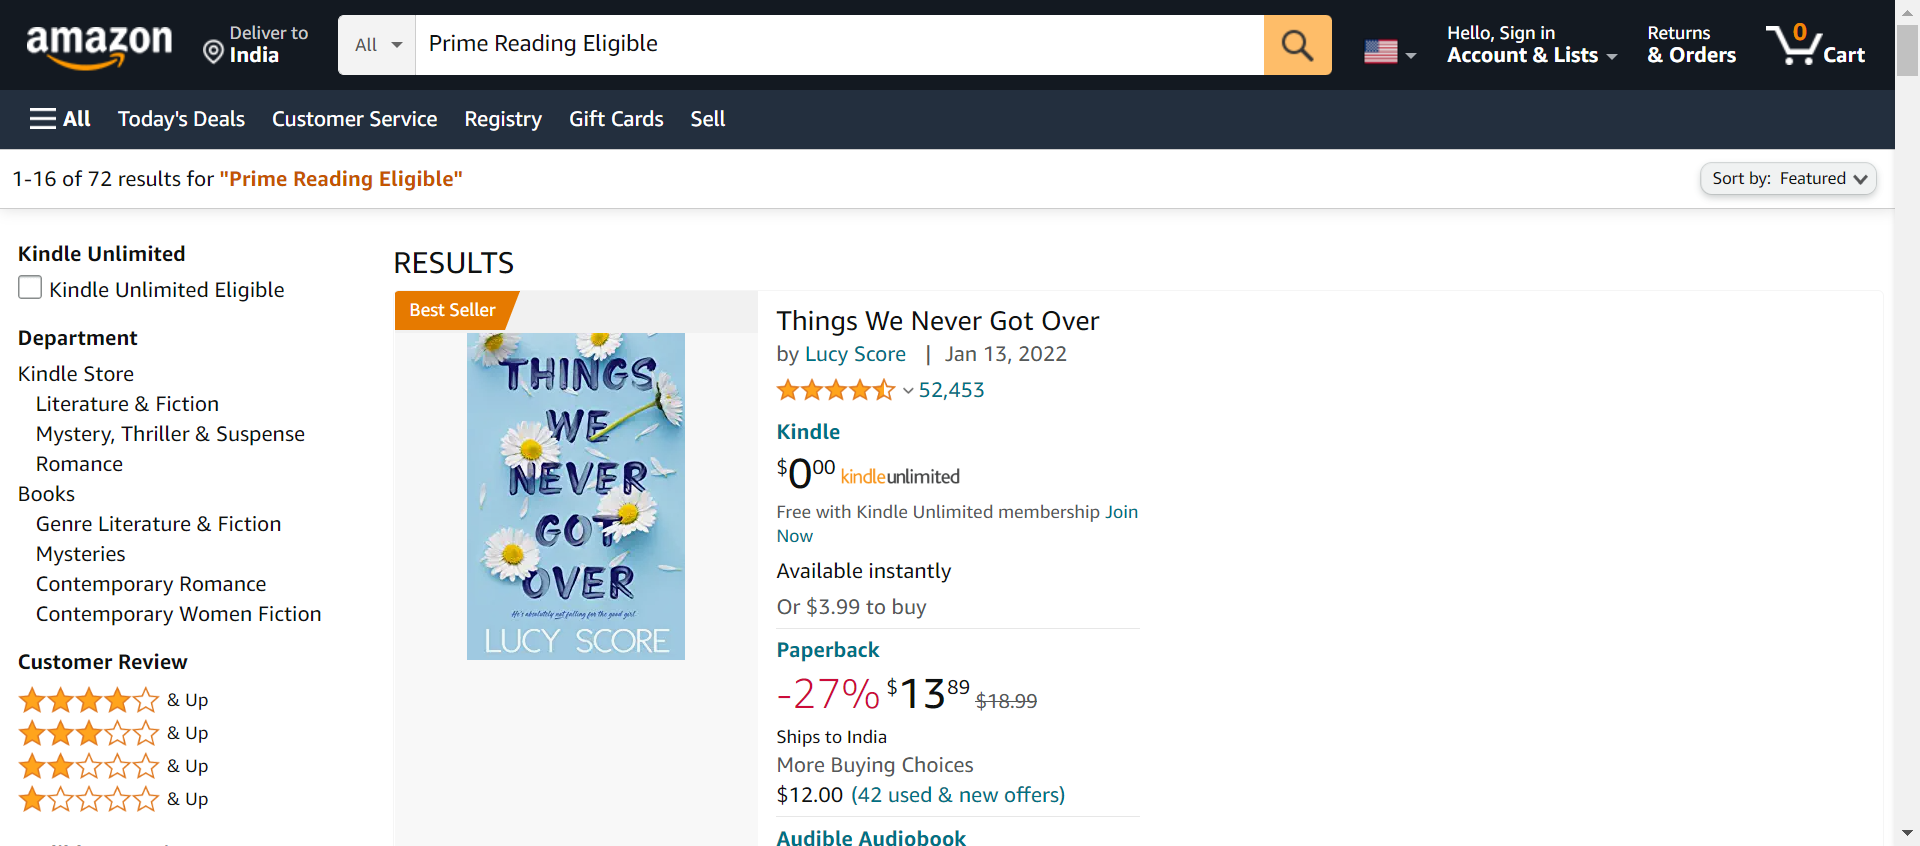 amazon
Deliver to
India
All
Prime Reading Eligible
Hello, Sign in
Account & Lists
Returns
& Orders
0
Cart
All
Today's Deals
Customer Service
Registry
Gift Cards
Sell
1-16 of 72 results for "Prime Reading Eligible"
Sort by: Featured
Kindle Unlimited
Kindle Unlimited Eligible
Department
Kindle Store
Literature & Fiction
Mystery, Thriller & Suspense
Romance
Books
Genre Literature & Fiction
Mysteries
Contemporary Romance
Contemporary Women Fiction
Customer Review
& Up
& Up
& Up
& Up
RESULTS
Best Seller
THINGS
WE
NEVER
GOT
OVER
He's absolutely not falling for the good girl.
LUCY SCORE
Things We Never Got Over
by Lucy Score | Jan 13, 2022
52,453
Kindle
$000 kindleunlimited
Free with Kindle Unlimited membership Join
Now
Available instantly
Or $3.99 to buy
Paperback
-27% $1389 $18.99
Ships to India
More Buying Choices
$12.00 (42 used & new offers)
Audible Audiobook